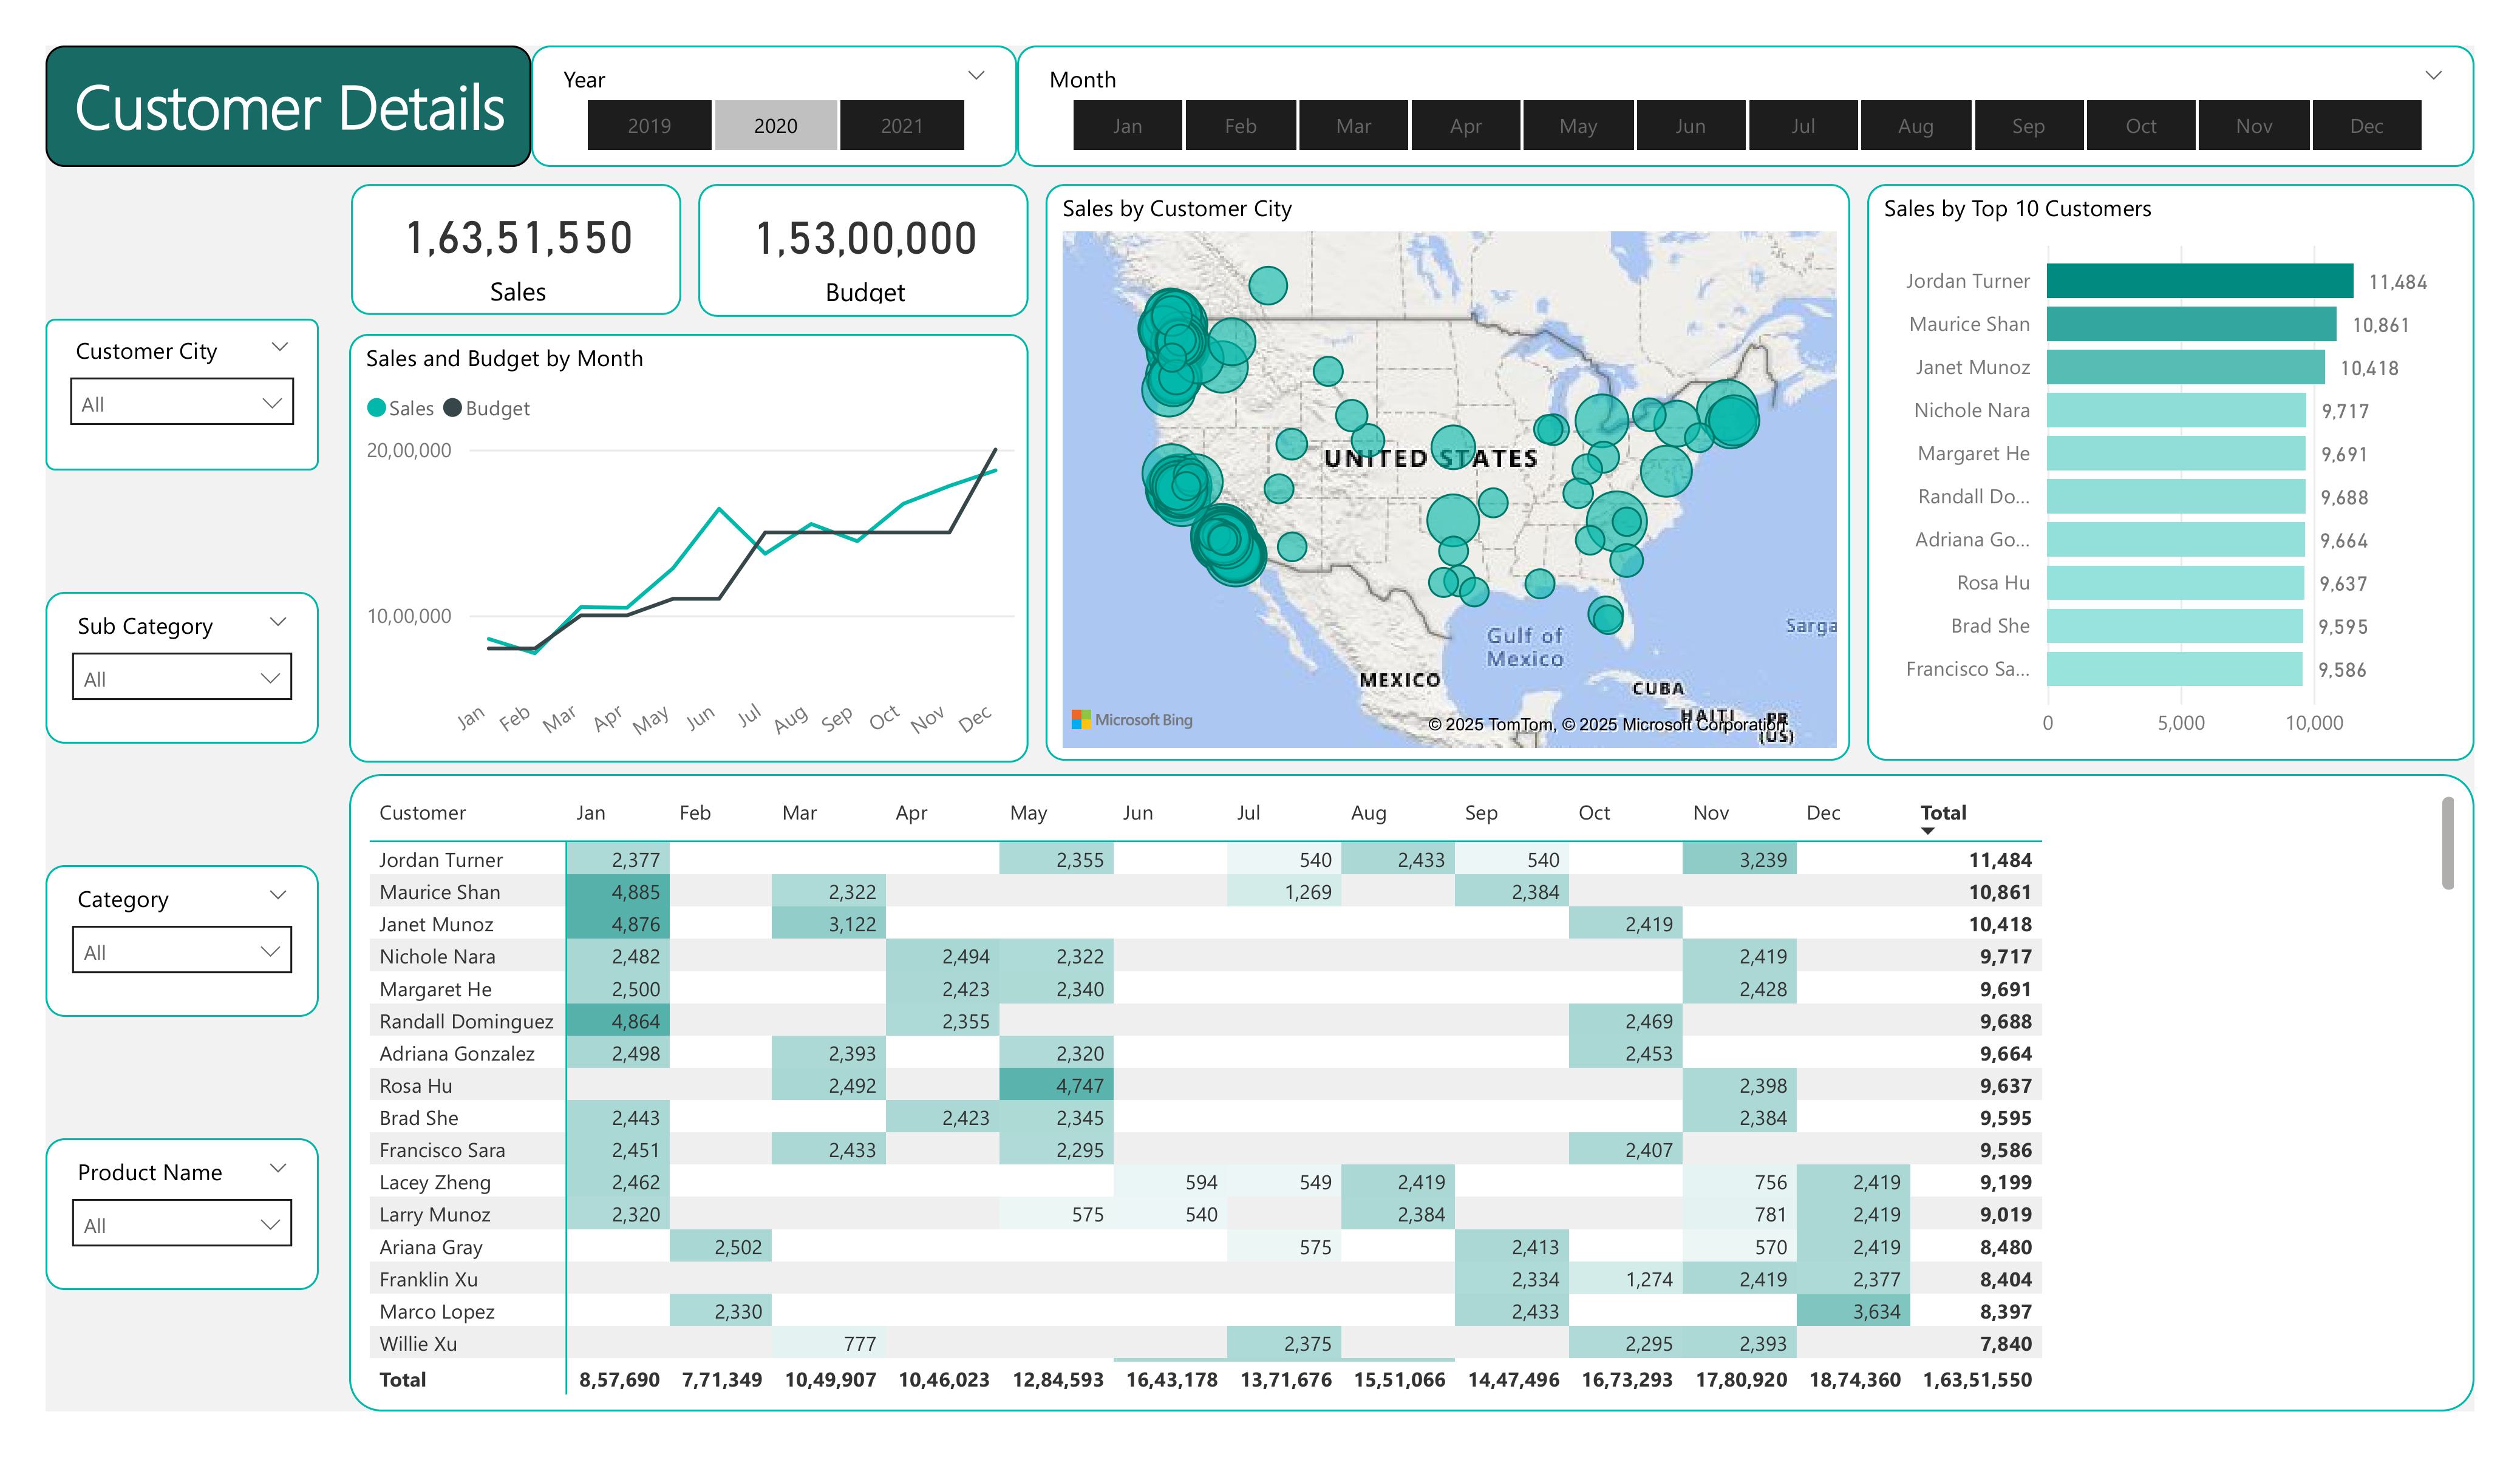 Customer Details
Year
2019 2020 2021
Month
Jan Feb Mar Apr May Jun Jul Aug Sep Oct Nov Dec
1,63,51,550
Sales
1,53,00,000
Budget
Customer City
All
Sub Category
All
Category
All
Product Name
All
Sales and Budget by Month
Sales Budget
20,00,000
10,00,000
Jan Feb Mar Apr May Jun Jul Aug Sep Oct Nov Dec
Sales by Customer City
UNITED STATES
Gulf of
Mexico
Sarga
MEXICO
CUBA
HAITI PR
(US)
Microsoft Bing
© 2025 TomTom, © 2025 Microsoft Corporation
Sales by Top 10 Customers
Jordan Turner 11,484
Maurice Shan 10,861
Janet Munoz 10,418
Nichole Nara 9,717
Margaret He 9,691
Randall Do... 9,688
Adriana Go... 9,664
Rosa Hu 9,637
Brad She 9,595
Francisco Sa... 9,586
0 5,000 10,000
Customer Jan Feb Mar Apr May Jun Jul Aug Sep Oct Nov Dec Total
Jordan Turner 2,377 2,355 540 2,433 540 3,239 11,484
Maurice Shan 4,885 2,322 1,269 2,384 10,861
Janet Munoz 4,876 3,122 2,419 10,418
Nichole Nara 2,482 2,494 2,322 2,419 9,717
Margaret He 2,500 2,423 2,340 2,428 9,691
Randall Dominguez 4,864 2,355 2,469 9,688
Adriana Gonzalez 2,498 2,393 2,320 2,453 9,664
Rosa Hu 2,492 4,747 2,398 9,637
Brad She 2,443 2,423 2,345 2,384 9,595
Francisco Sara 2,451 2,433 2,295 2,407 9,586
Lacey Zheng 2,462 594 549 2,419 756 2,419 9,199
Larry Munoz 2,320 575 540 2,384 781 2,419 9,019
Ariana Gray 2,502 575 2,413 570 2,419 8,480
Franklin Xu 2,334 1,274 2,419 2,377 8,404
Marco Lopez 2,330 2,433 3,634 8,397
Willie Xu 777 2,375 2,295 2,393 7,840
Total 8,57,690 7,71,349 10,49,907 10,46,023 12,84,593 16,43,178 13,71,676 15,51,066 14,47,496 16,73,293 17,80,920 18,74,360 1,63,51,550